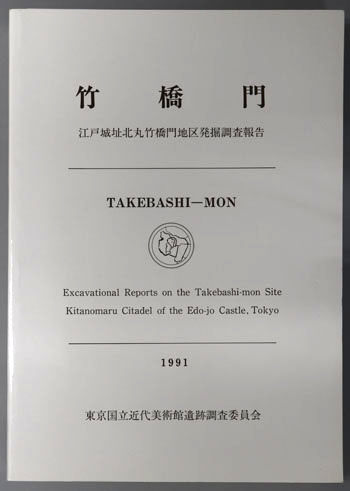 竹橋門
江戸城址北丸竹橋門地区発掘調査報告
TAKEBASHI—MON
Excavational Reports on the Takebashi-mon Site
Kitanomaru Citadel of the Edo-jo Castle, Tokyo
1991
東京国立近代美術館遺跡調査委員会